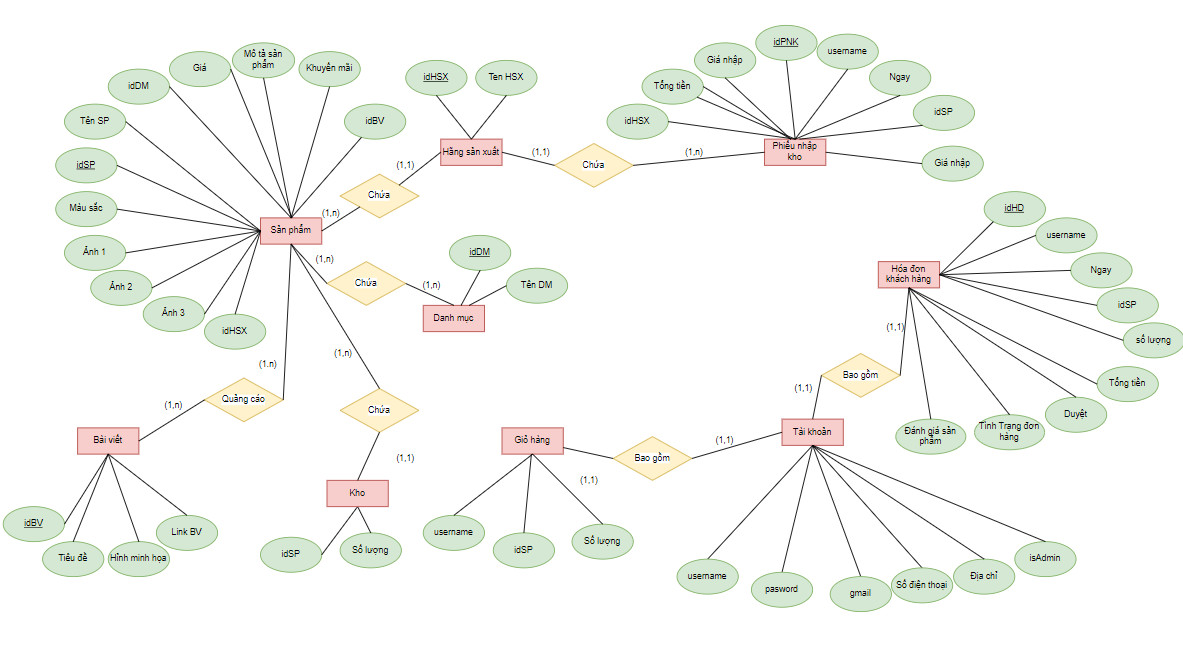 idPNK
username
Giá nhập
Ngay
Tổng tiền
idSP
idHSX
Phiếu nhập
kho
Giá nhập
(1,n)
Chứa
(1,1)
Hãng sản xuất
idHSX
Ten HSX
(1,1)
Chứa
(1,n)
Mô tả sản
phẩm
Giá
Khuyến mãi
idDM
idBV
Tên SP
idSP
Màu sắc
Sản phẩm
Ảnh 1
Ảnh 2
Ảnh 3
idHSX
(1,n)
Chứa
(1,n)
idDM
Tên DM
Danh mục
(1,n)
Chứa
(1,1)
Kho
idSP
Số lượng
(1.n)
Quảng cáo
(1,n)
Bài viết
idBV
Tiêu đề
Hình minh họa
Link BV
idHD
username
Ngay
Hóa đơn
khách hàng
idSP
số lượng
Tổng tiền
Duyệt
Tình Trạng đơn
hàng
Đánh giá sản
phẩm
(1,1)
Bao gồm
(1,1)
Tài khoản
(1,1)
Bao gồm
(1,1)
Giỏ hàng
username
idSP
Số lượng
username
pasword
gmail
Số điện thoại
Địa chỉ
isAdmin